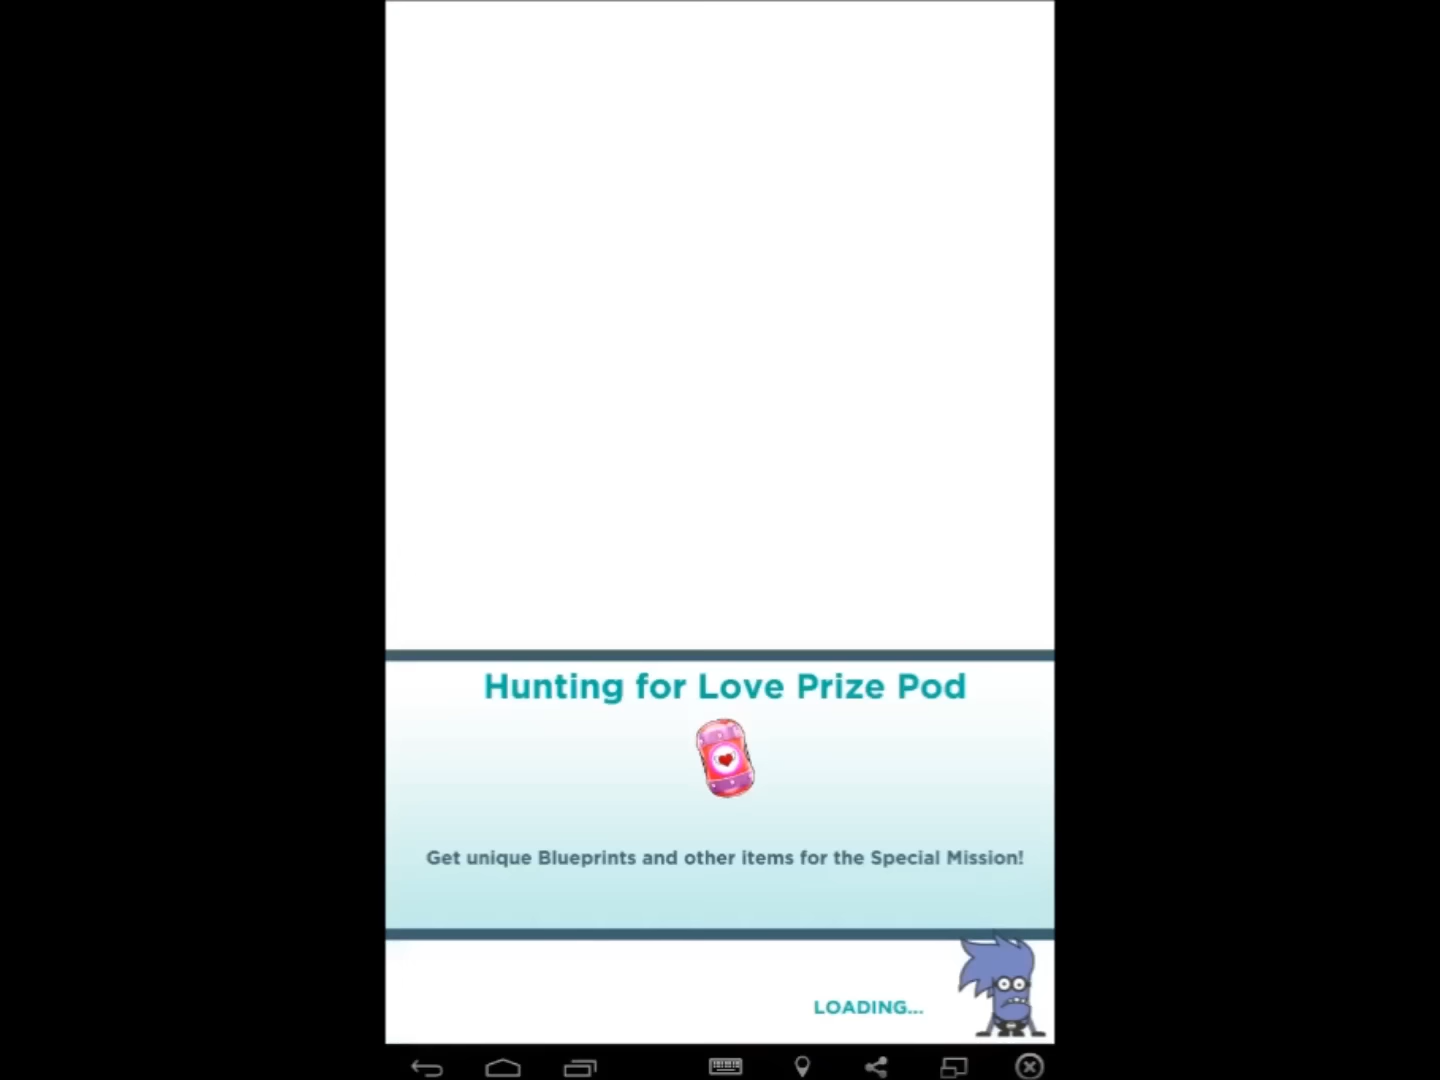 Hunting for Love Prize Pod
Get unique Blueprints and other items for the Special Mission!
LOADING...